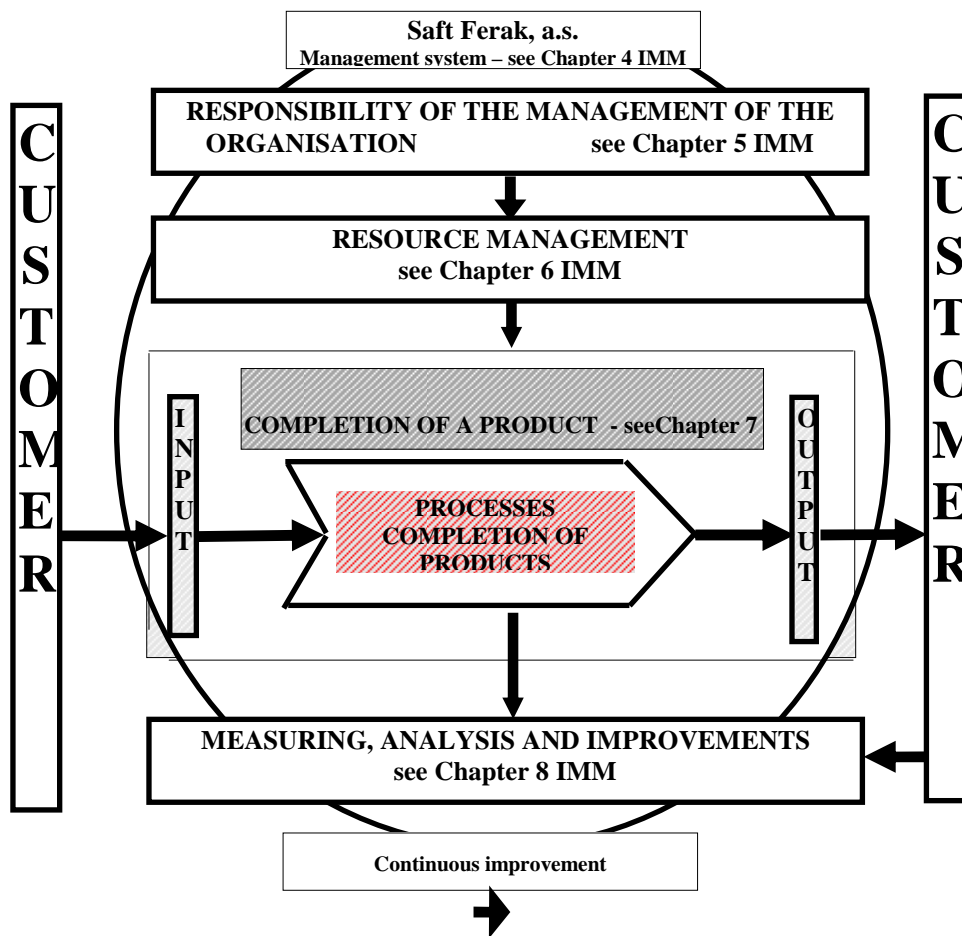 Saft Ferak, a.s.
Management system – see Chapter 4 IMM
RESPONSIBILITY OF THE MANAGEMENT OF THE
ORGANISATION see Chapter 5 IMM
CUSTOMER
CUSTOMER
RESOURCE MANAGEMENT
see Chapter 6 IMM
COMPLETION OF A PRODUCT - seeChapter 7
INPUT
OUTPUT
PROCESSES
COMPLETION OF
PRODUCTS
MEASURING, ANALYSIS AND IMPROVEMENTS
see Chapter 8 IMM
Continuous improvement